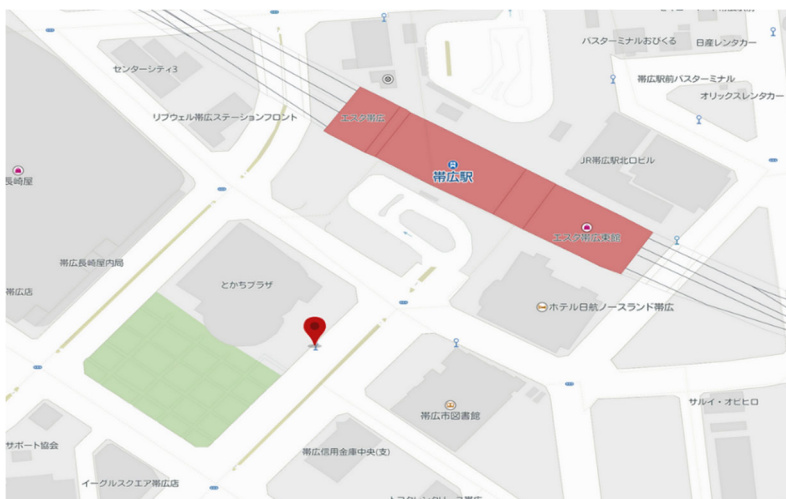 バスターミナルおびくる
日産レンタカー
センターシティ3
帯広駅前バスターミナル
オリックスレンタカー
リブウェル帯広ステーションフロント
エスタ帯広
JR帯広駅北口ビル
長崎屋
帯広駅
エスタ帯広東館
帯広長崎屋内局
とかちプラザ
帯広店
ホテル日航ノースランド帯広
サルイ・オビヒロ
帯広市図書館
サポート協会
帯広信用金庫中央(支)
イーグルスクエア帯広店